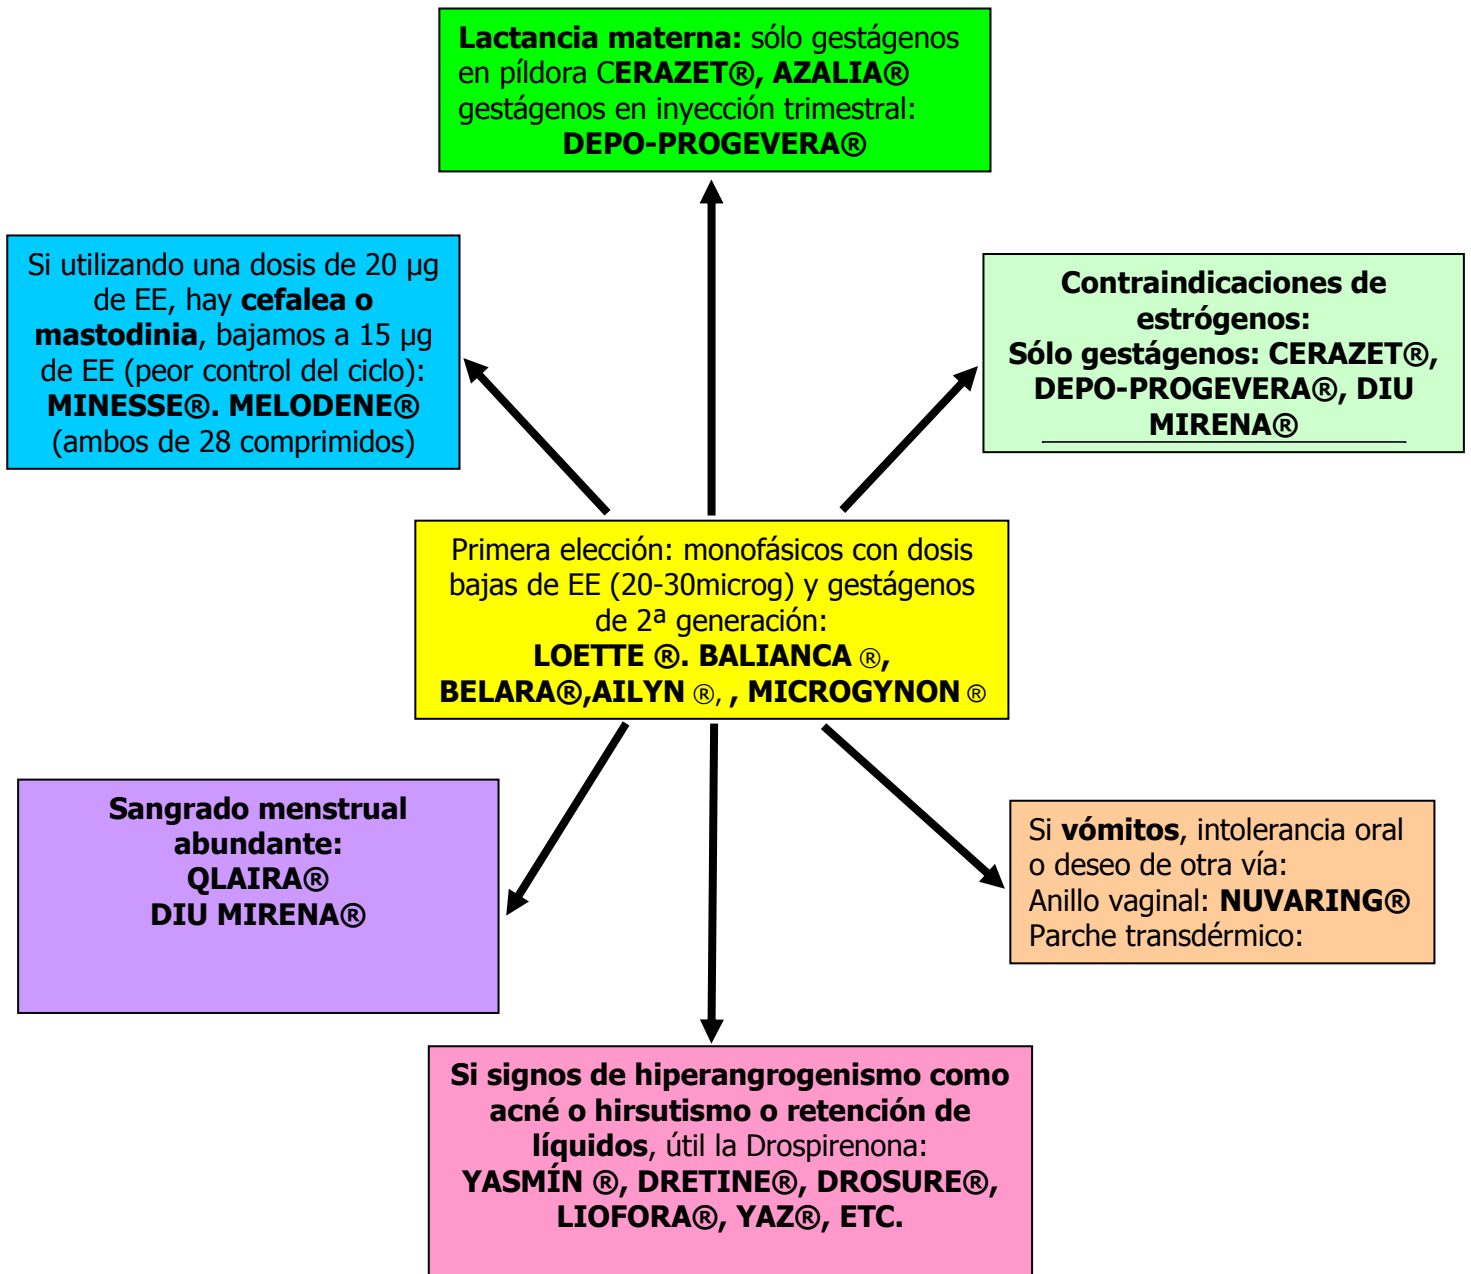 Lactancia materna: sólo gestágenos
en píldora CERAZET®, AZALIA®
gestágenos en inyección trimestral:
DEPO-PROGEVERA®
Si utilizando una dosis de 20 µg
de EE, hay cefalea o
mastodinia, bajamos a 15 µg
de EE (peor control del ciclo):
MINESSE®. MELODENE®
(ambos de 28 comprimidos)
Contraindicaciones de
estrógenos:
Sólo gestágenos: CERAZET®,
DEPO-PROGEVERA®, DIU
MIRENA®
Primera elección: monofásicos con dosis
bajas de EE (20-30microg) y gestágenos
de 2ª generación:
LOETTE ®. BALIANCA ®,
BELARA®,AILYN ®, , MICROGYNON ®
Sangrado menstrual
abundante:
QLAIRA®
DIU MIRENA®
Si vómitos, intolerancia oral
o deseo de otra vía:
Anillo vaginal: NUVARING®
Parche transdérmico:
Si signos de hiperangrogenismo como
acné o hirsutismo o retención de
líquidos, útil la Drospirenona:
YASMÍN ®, DRETINE®, DROSURE®,
LIOFORA®, YAZ®, ETC.